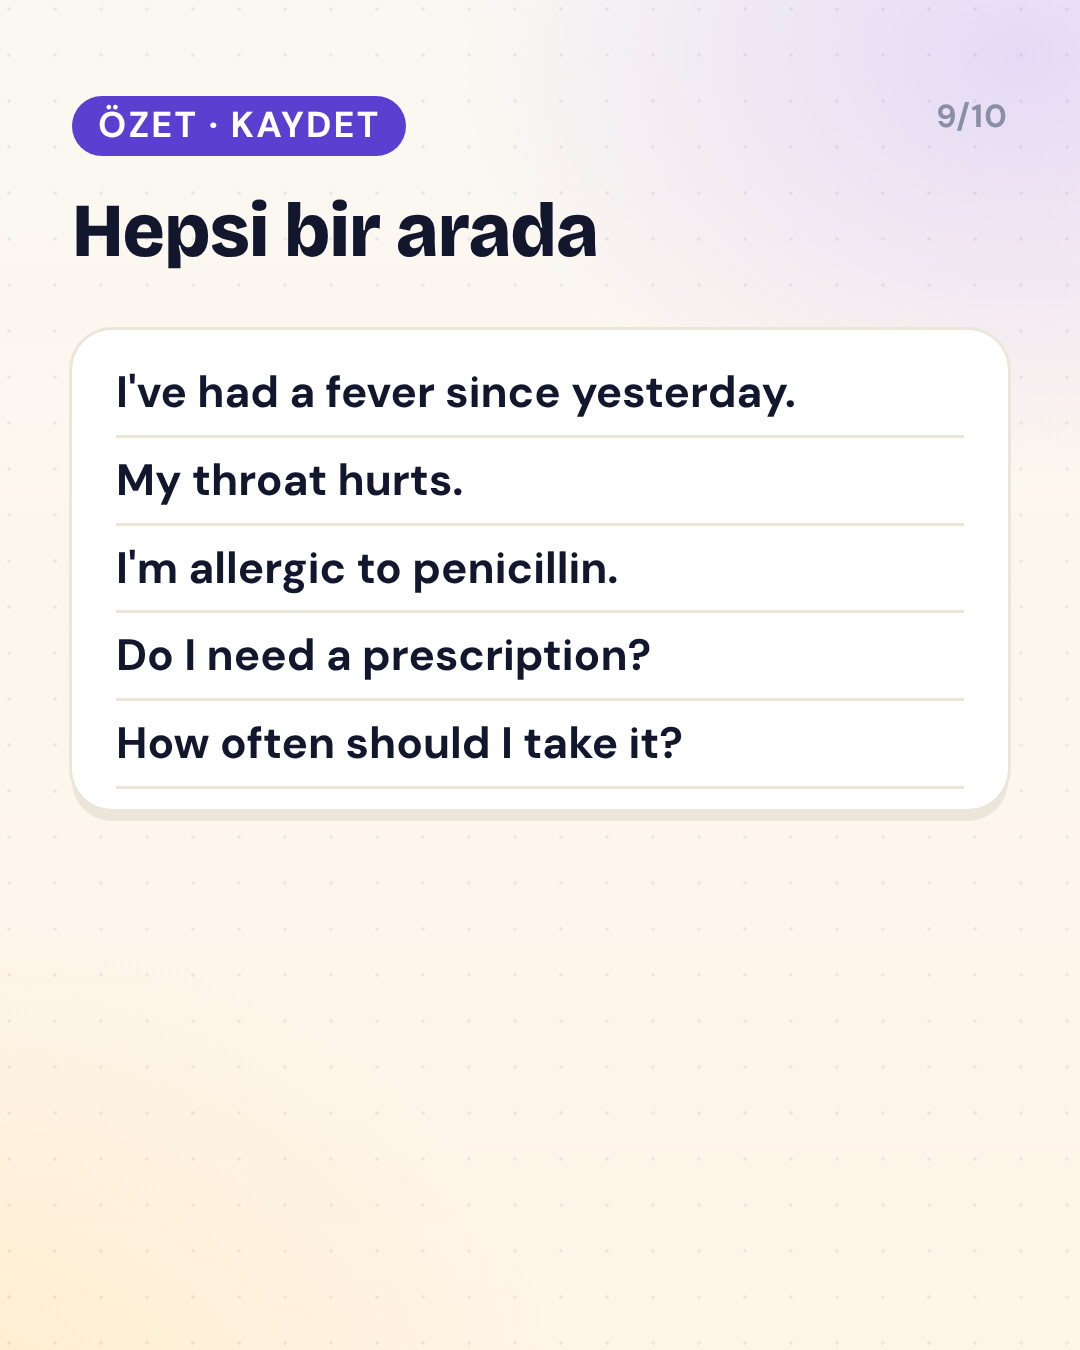 ÖZET · KAYDET
9/10
Hepsi bir arada
I've had a fever since yesterday.
My throat hurts.
I'm allergic to penicillin.
Do I need a prescription?
How often should I take it?